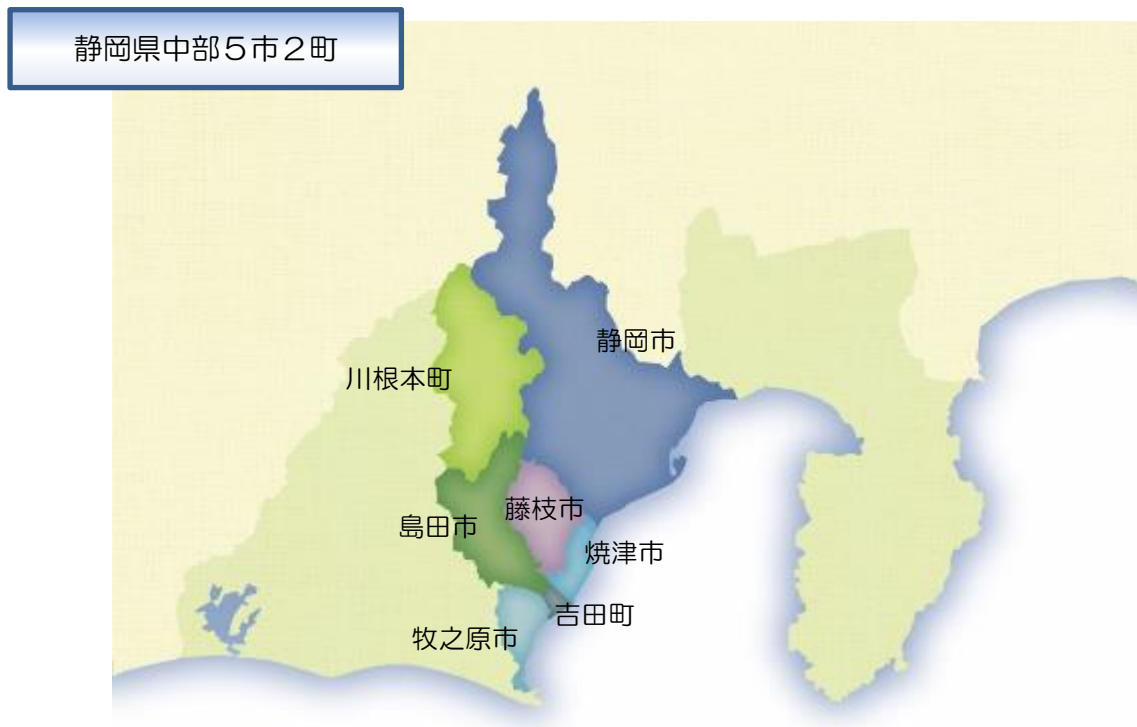 静岡県中部５市２町
静岡市
川根本町
藤枝市
島田市
焼津市
吉田町
牧之原市